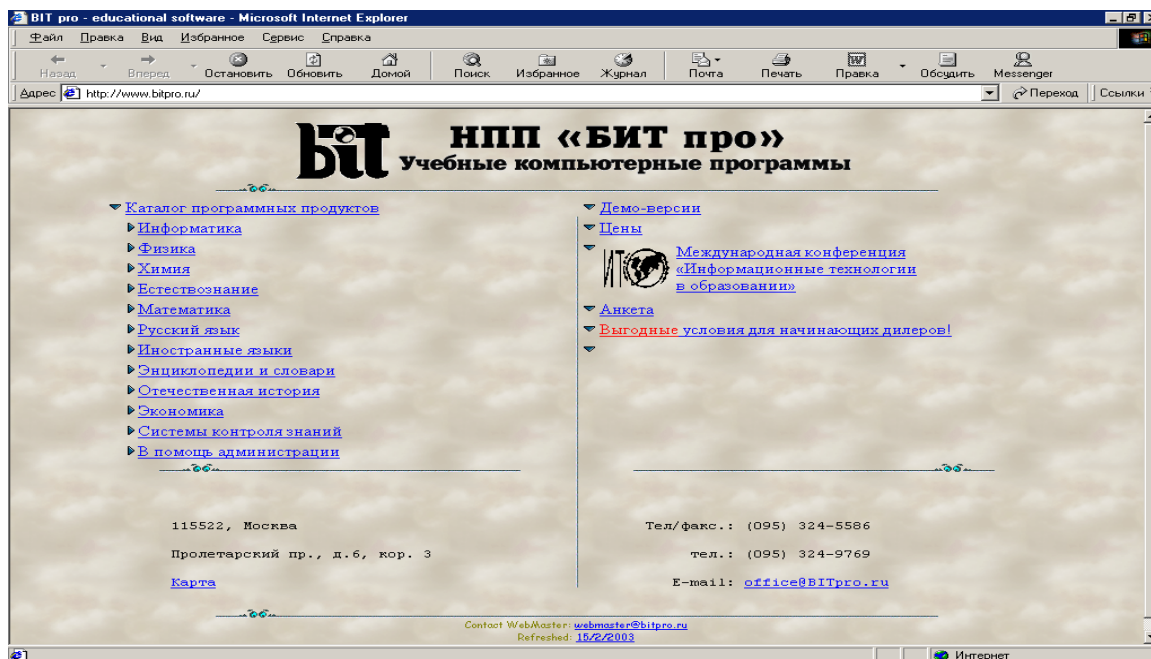 BIT pro - educational software - Microsoft Internet Explorer
Файл Правка Вид Избранное Сервис Справка
Назад Вперед Остановить Обновить Домой Поиск Избранное Журнал Почта Печать Правка Обсудить Messenger
Адрес http://www.bitpro.ru/ Переход Ссылки
bit
НПП «БИТ про»
Учебные компьютерные программы
Каталог программных продуктов
Информатика
Физика
Химия
Естествознание
Математика
Русский язык
Иностранные языки
Энциклопедии и словари
Отечественная история
Экономика
Системы контроля знаний
В помощь администрации
Демо-версии
Цены
ИТО
Международная конференция
«Информационные технологии
в образовании»
Анкета
Выгодные условия для начинающих дилеров!
115522, Москва
Пролетарский пр., д.6, кор. 3
Карта
Тел/факс.: (095) 324-5586
тел.: (095) 324-9769
E-mail: office@BITpro.ru
Contact WebMaster: webmaster@bitpro.ru
Refreshed: 15/2/2003
Интернет